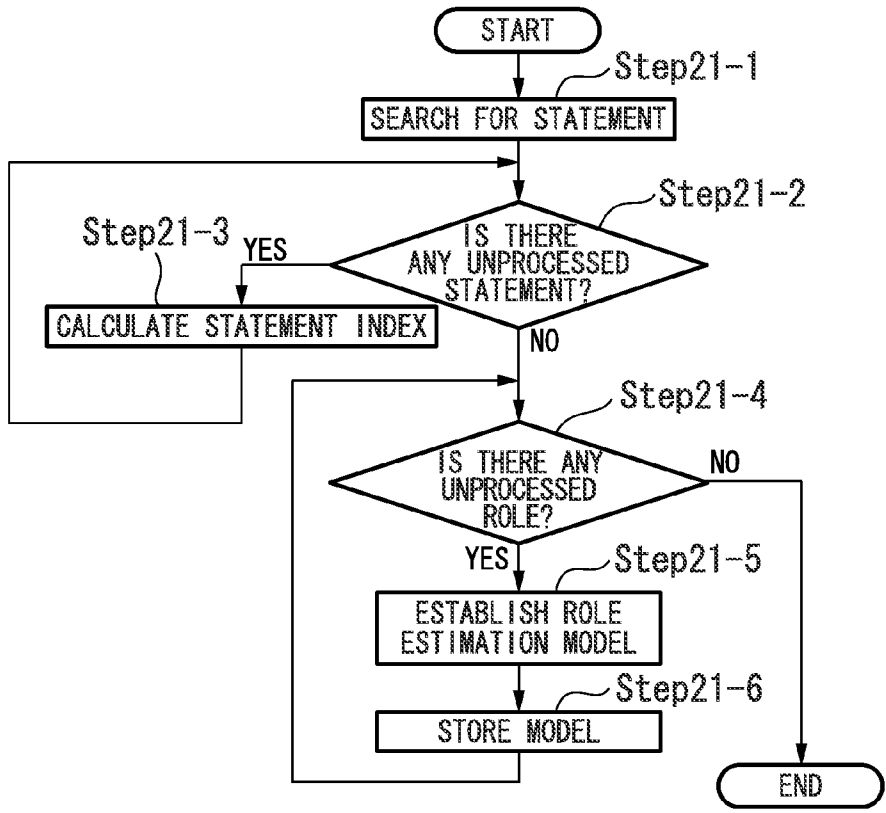 START
Step21-1
SEARCH FOR STATEMENT
Step21-2
IS THERE
ANY UNPROCESSED
STATEMENT?
Step21-3
YES
CALCULATE STATEMENT INDEX
NO
Step21-4
IS THERE ANY
UNPROCESSED
ROLE?
NO
YES
Step21-5
ESTABLISH ROLE
ESTIMATION MODEL
Step21-6
STORE MODEL
END